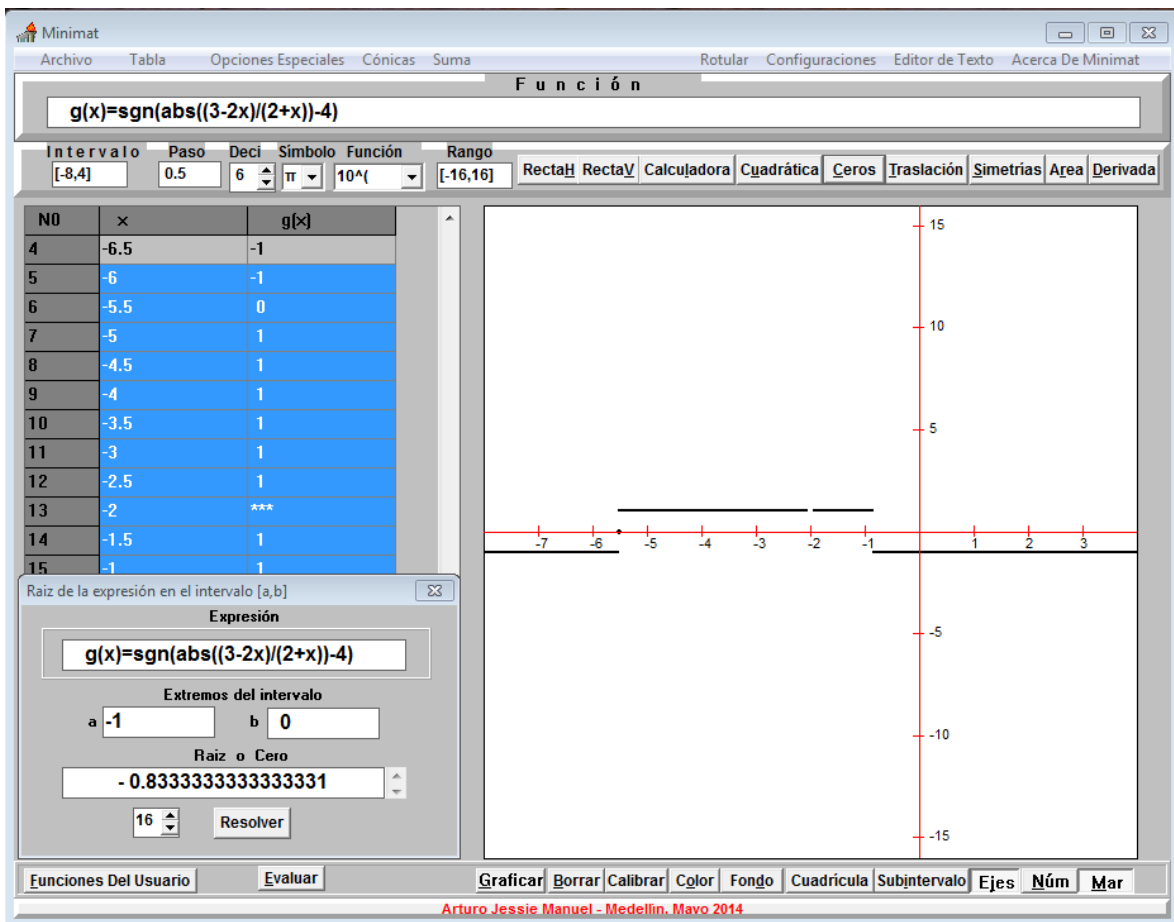 Minimat
Archivo Tabla Opciones Especiales Cónicas Suma Rotular Configuraciones Editor de Texto Acerca De Minimat
Función
g(x)=sgn(abs((3-2x)/(2+x))-4)
Intervalo Paso Deci Símbolo Función Rango
[-8,4] 0.5 6 π 10^( [-16,16] RectaH RectaV Calculadora Cuadrática Ceros Traslación Simetrías Area Derivada
N0 x g(x)
4 -6.5 -1
5 -6 -1
6 -5.5 0
7 -5 1
8 -4.5 1
9 -4 1
10 -3.5 1
11 -3 1
12 -2.5 1
13 -2 ***
14 -1.5 1
15 -1 1
15
10
5
-7 -6 -5 -4 -3 -2 -1 1 2 3
-5
-10
-15
Raiz de la expresión en el intervalo [a,b]
Expresión
g(x)=sgn(abs((3-2x)/(2+x))-4)
Extremos del intervalo
a -1 b 0
Raiz o Cero
- 0.8333333333333331
16 Resolver
Funciones Del Usuario Evaluar Graficar Borrar Calibrar Color Fondo Cuadrícula Subintervalo Ejes Núm Mar
Arturo Jessie Manuel - Medellín, Mayo 2014